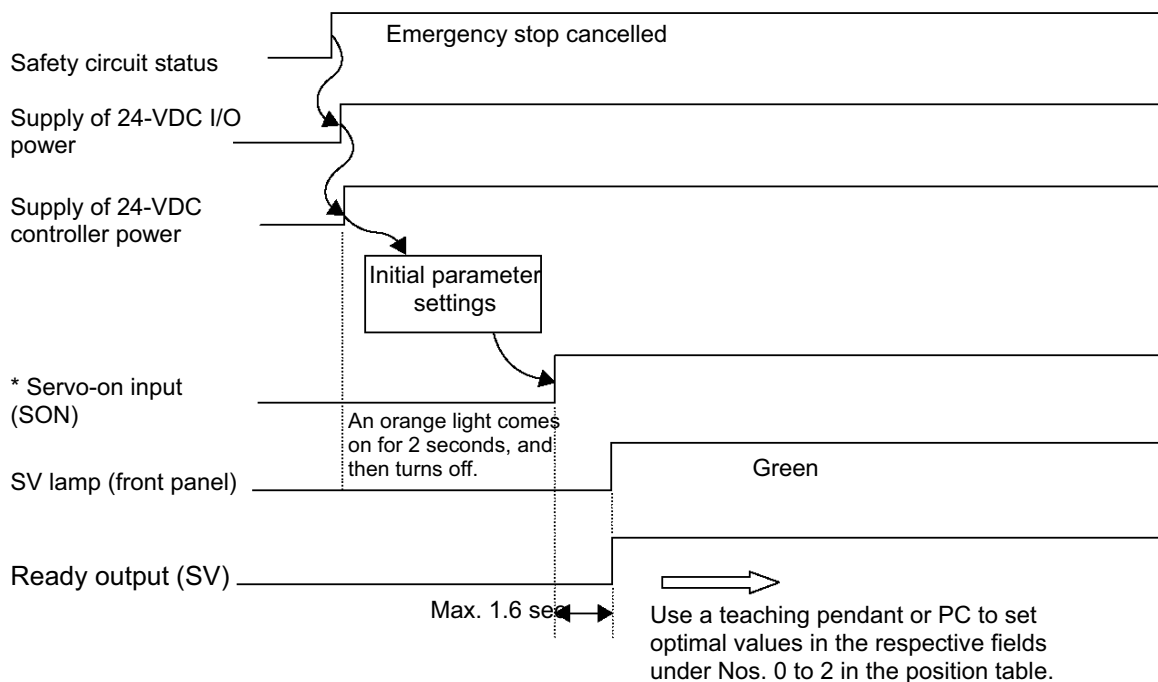 Emergency stop cancelled
Safety circuit status
Supply of 24-VDC I/O
power
Supply of 24-VDC
controller power
Initial parameter
settings
* Servo-on input
(SON)
An orange light comes
on for 2 seconds, and
then turns off.
SV lamp (front panel)
Green
Ready output (SV)
Max. 1.6 sec
Use a teaching pendant or PC to set
optimal values in the respective fields
under Nos. 0 to 2 in the position table.